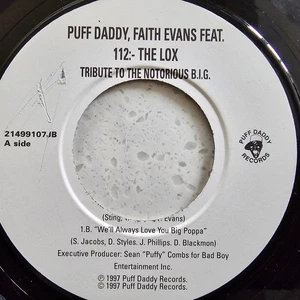 PUFF DADDY, FAITH EVANS FEAT.
112:- THE LOX
TRIBUTE TO THE NOTORIOUS B.I.G.
21499107JB
A side
PUFF DADDY
RECORDS
(Sting, Evans)
1.B. "We'll Always Love You Big Poppa"
(S. Jacobs, D. Styles. J. Phillips, D. Blackmon)
Executive Producer: Sean "Puffy" Combs for Bad Boy
Entertainment Inc.
Ⓟ 1997 Puff Daddy Records.
© 1997 Puff Daddy Records.